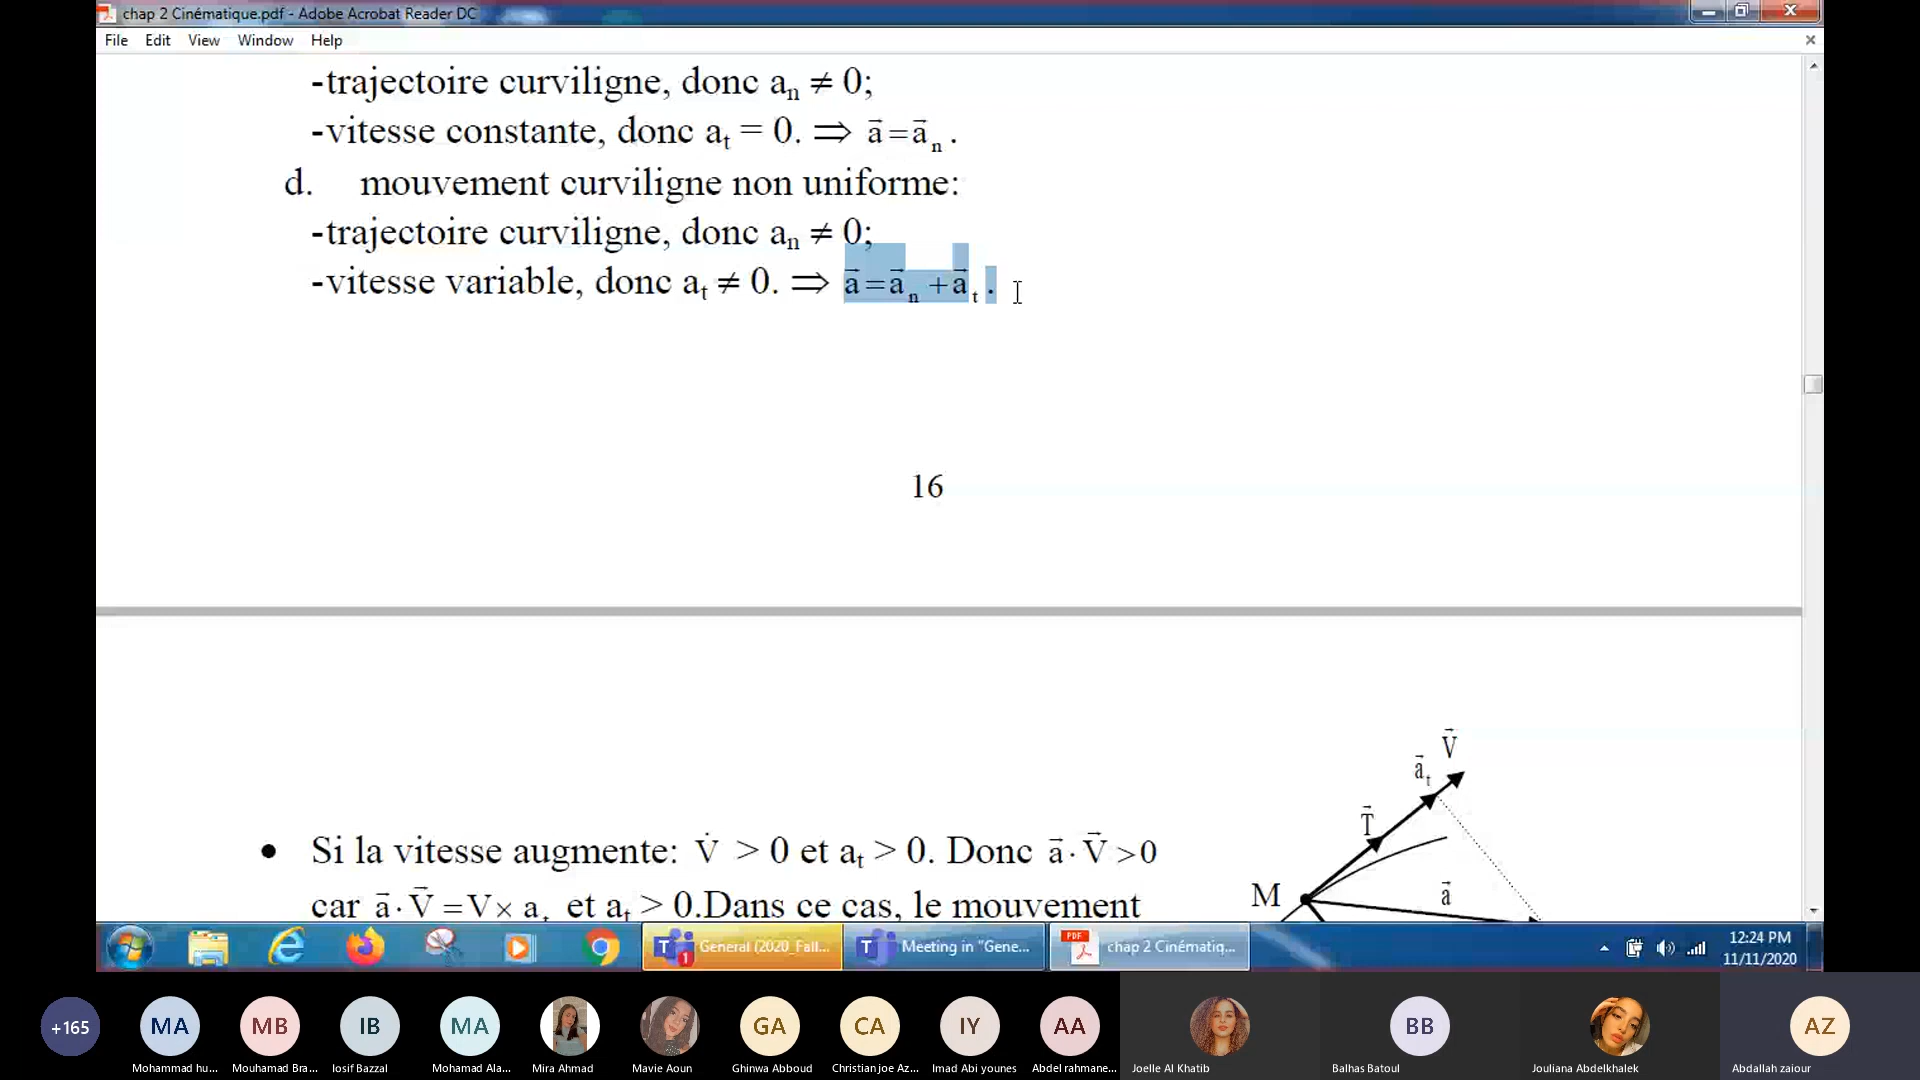 chap 2 Cinématique.pdf - Adobe Acrobat Reader DC
File Edit View Window Help
-trajectoire curviligne, donc aₙ ≠ 0;
-vitesse constante, donc aₜ = 0. ⟹ a⃗ = a⃗ₙ .
d. mouvement curviligne non uniforme:
-trajectoire curviligne, donc aₙ ≠ 0;
-vitesse variable, donc aₜ ≠ 0. ⟹ a⃗ = a⃗ₙ + a⃗ₜ .
16
V⃗
a⃗ₜ
T⃗
M
a⃗
• Si la vitesse augmente: V̇ > 0 et aₜ > 0. Donc a⃗ · V⃗ > 0
car a⃗ · V⃗ = V × aₜ et aₜ > 0.Dans ce cas, le mouvement
General (2020_Fall...
1
Meeting in "Gene...
PDF
chap 2 Cinématiq...
12:24 PM
11/11/2020
+165 MA MB IB MA GA CA IY AA BB AZ
Mohammad hu... Mouhamad Bra... Iosif Bazzal Mohamad Ala... Mira Ahmad Mavie Aoun Ghinwa Abboud Christian joe Az... Imad Abi younes Abdel rahmane... Joelle Al Khatib Balhas Batoul Jouliana Abdelkhalek Abdallah zaiour